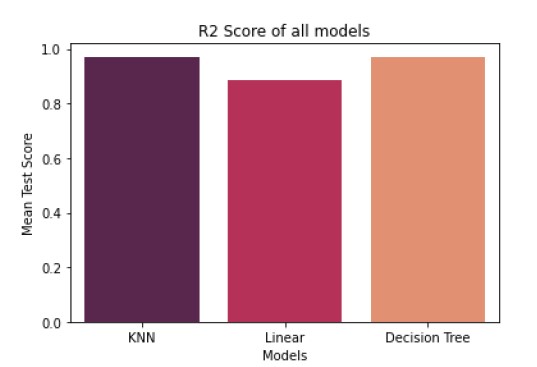 R2 Score of all models
Mean Test Score
1.0
0.8
0.6
0.4
0.2
0.0
KNN Linear Decision Tree
Models